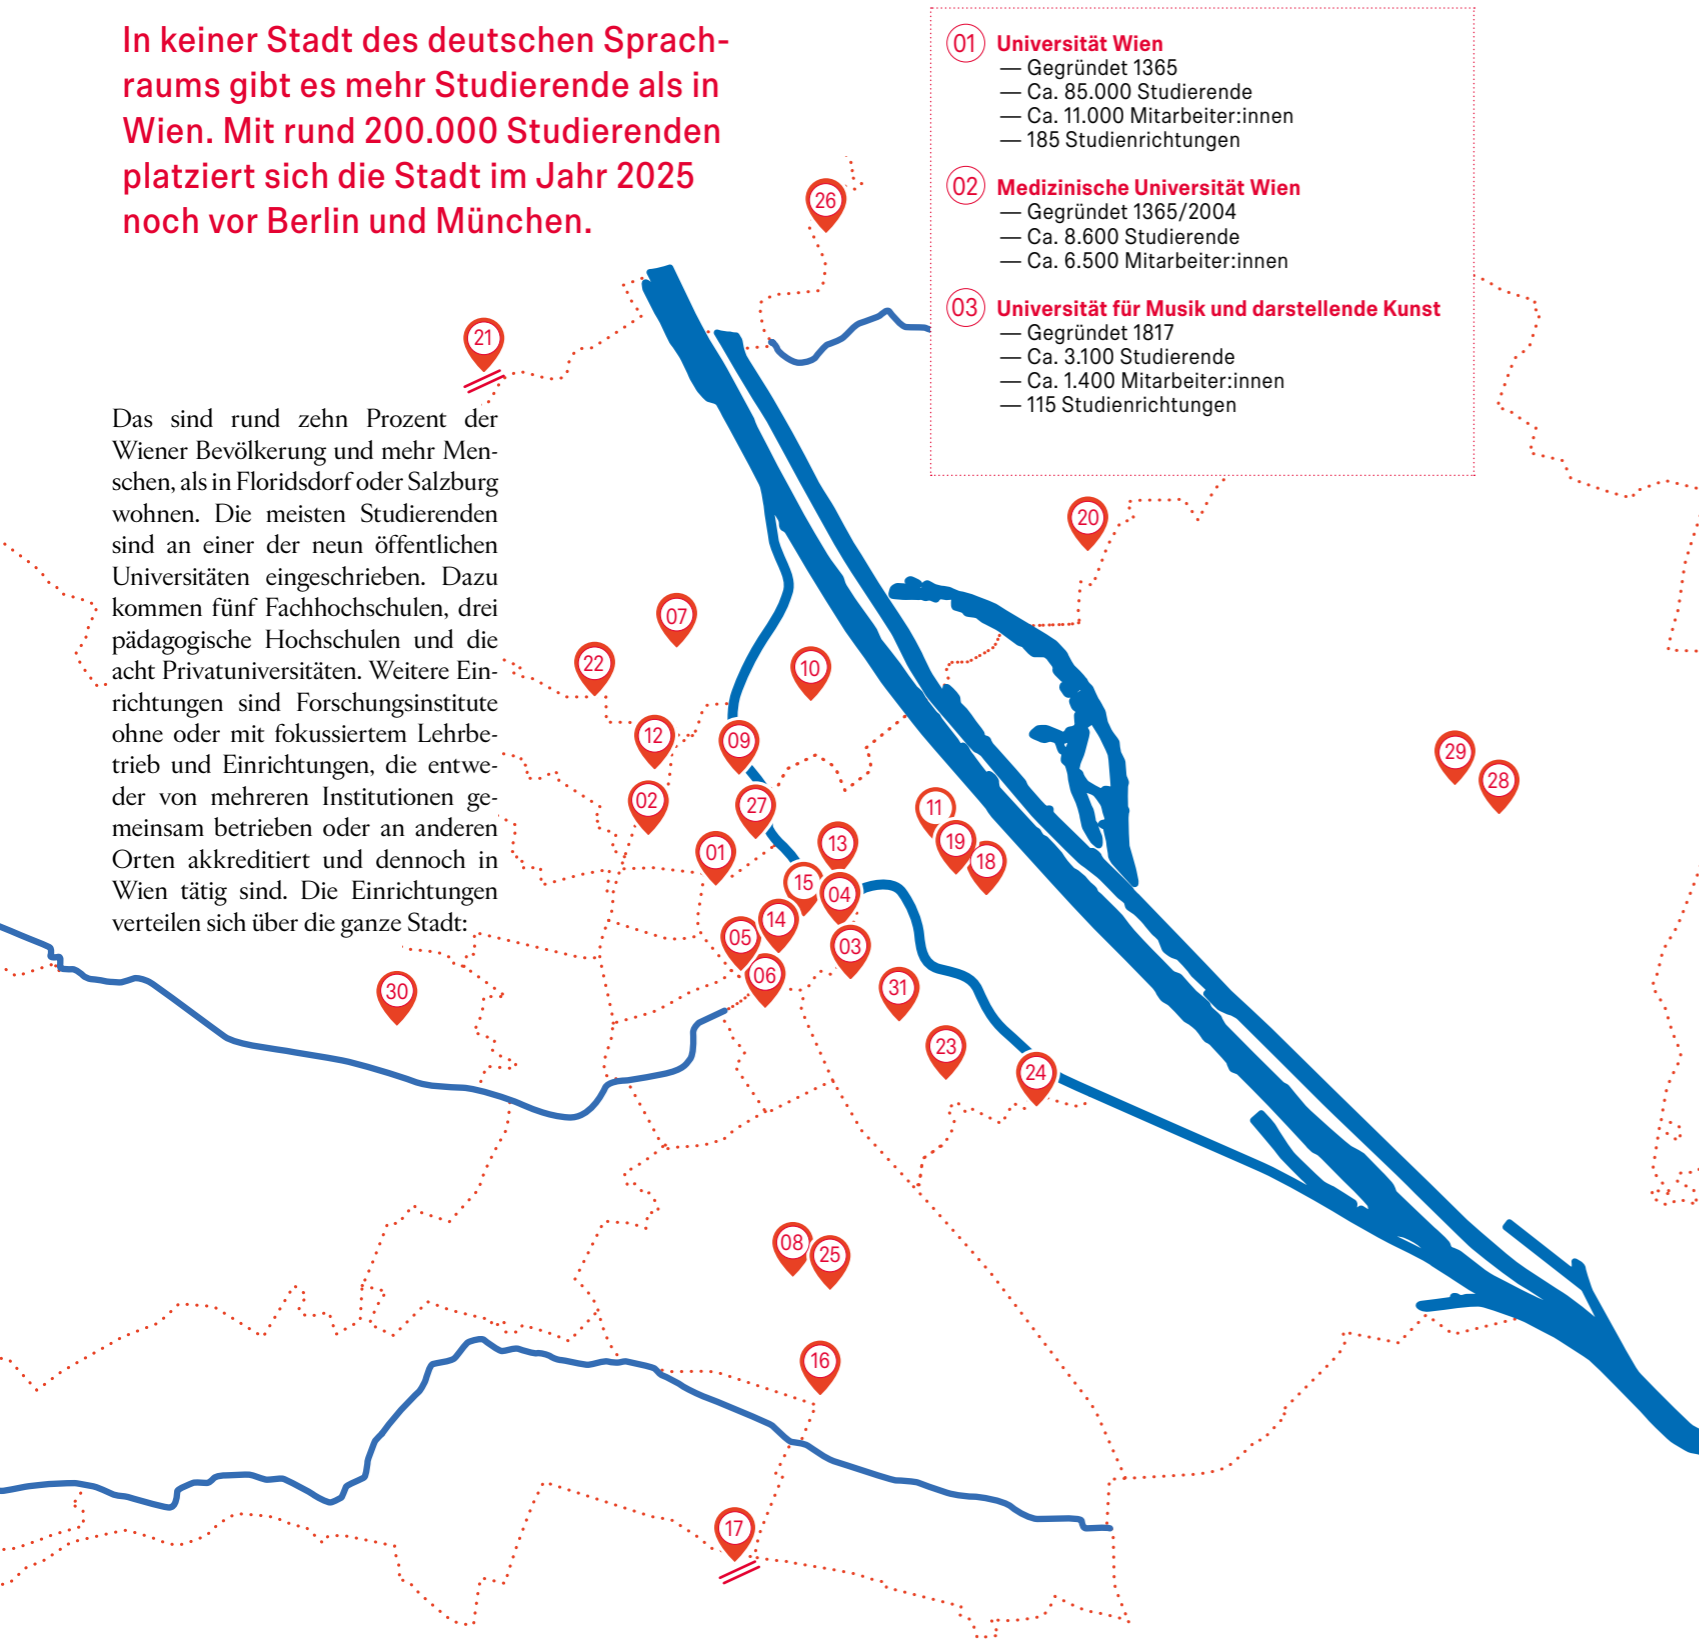 In keiner Stadt des deutschen Sprach-
raums gibt es mehr Studierende als in
Wien. Mit rund 200.000 Studierenden
platziert sich die Stadt im Jahr 2025
noch vor Berlin und München.
Das sind rund zehn Prozent der
Wiener Bevölkerung und mehr Men-
schen, als in Floridsdorf oder Salzburg
wohnen. Die meisten Studierenden
sind an einer der neun öffentlichen
Universitäten eingeschrieben. Dazu
kommen fünf Fachhochschulen, drei
pädagogische Hochschulen und die
acht Privatuniversitäten. Weitere Ein-
richtungen sind Forschungsinstitute
ohne oder mit fokussiertem Lehrbe-
trieb und Einrichtungen, die entwe-
der von mehreren Institutionen ge-
meinsam betrieben oder an anderen
Orten akkreditiert und dennoch in
Wien tätig sind. Die Einrichtungen
verteilen sich über die ganze Stadt:
01 Universität Wien
— Gegründet 1365
— Ca. 85.000 Studierende
— Ca. 11.000 Mitarbeiter:innen
— 185 Studienrichtungen
02 Medizinische Universität Wien
— Gegründet 1365/2004
— Ca. 8.600 Studierende
— Ca. 6.500 Mitarbeiter:innen
03 Universität für Musik und darstellende Kunst
— Gegründet 1817
— Ca. 3.100 Studierende
— Ca. 1.400 Mitarbeiter:innen
— 115 Studienrichtungen
26
21
20
07
22
10
12
09
29
28
02
27
11
19
18
13
01
15
04
14
05
03
06
31
30
23
24
08
25
16
17